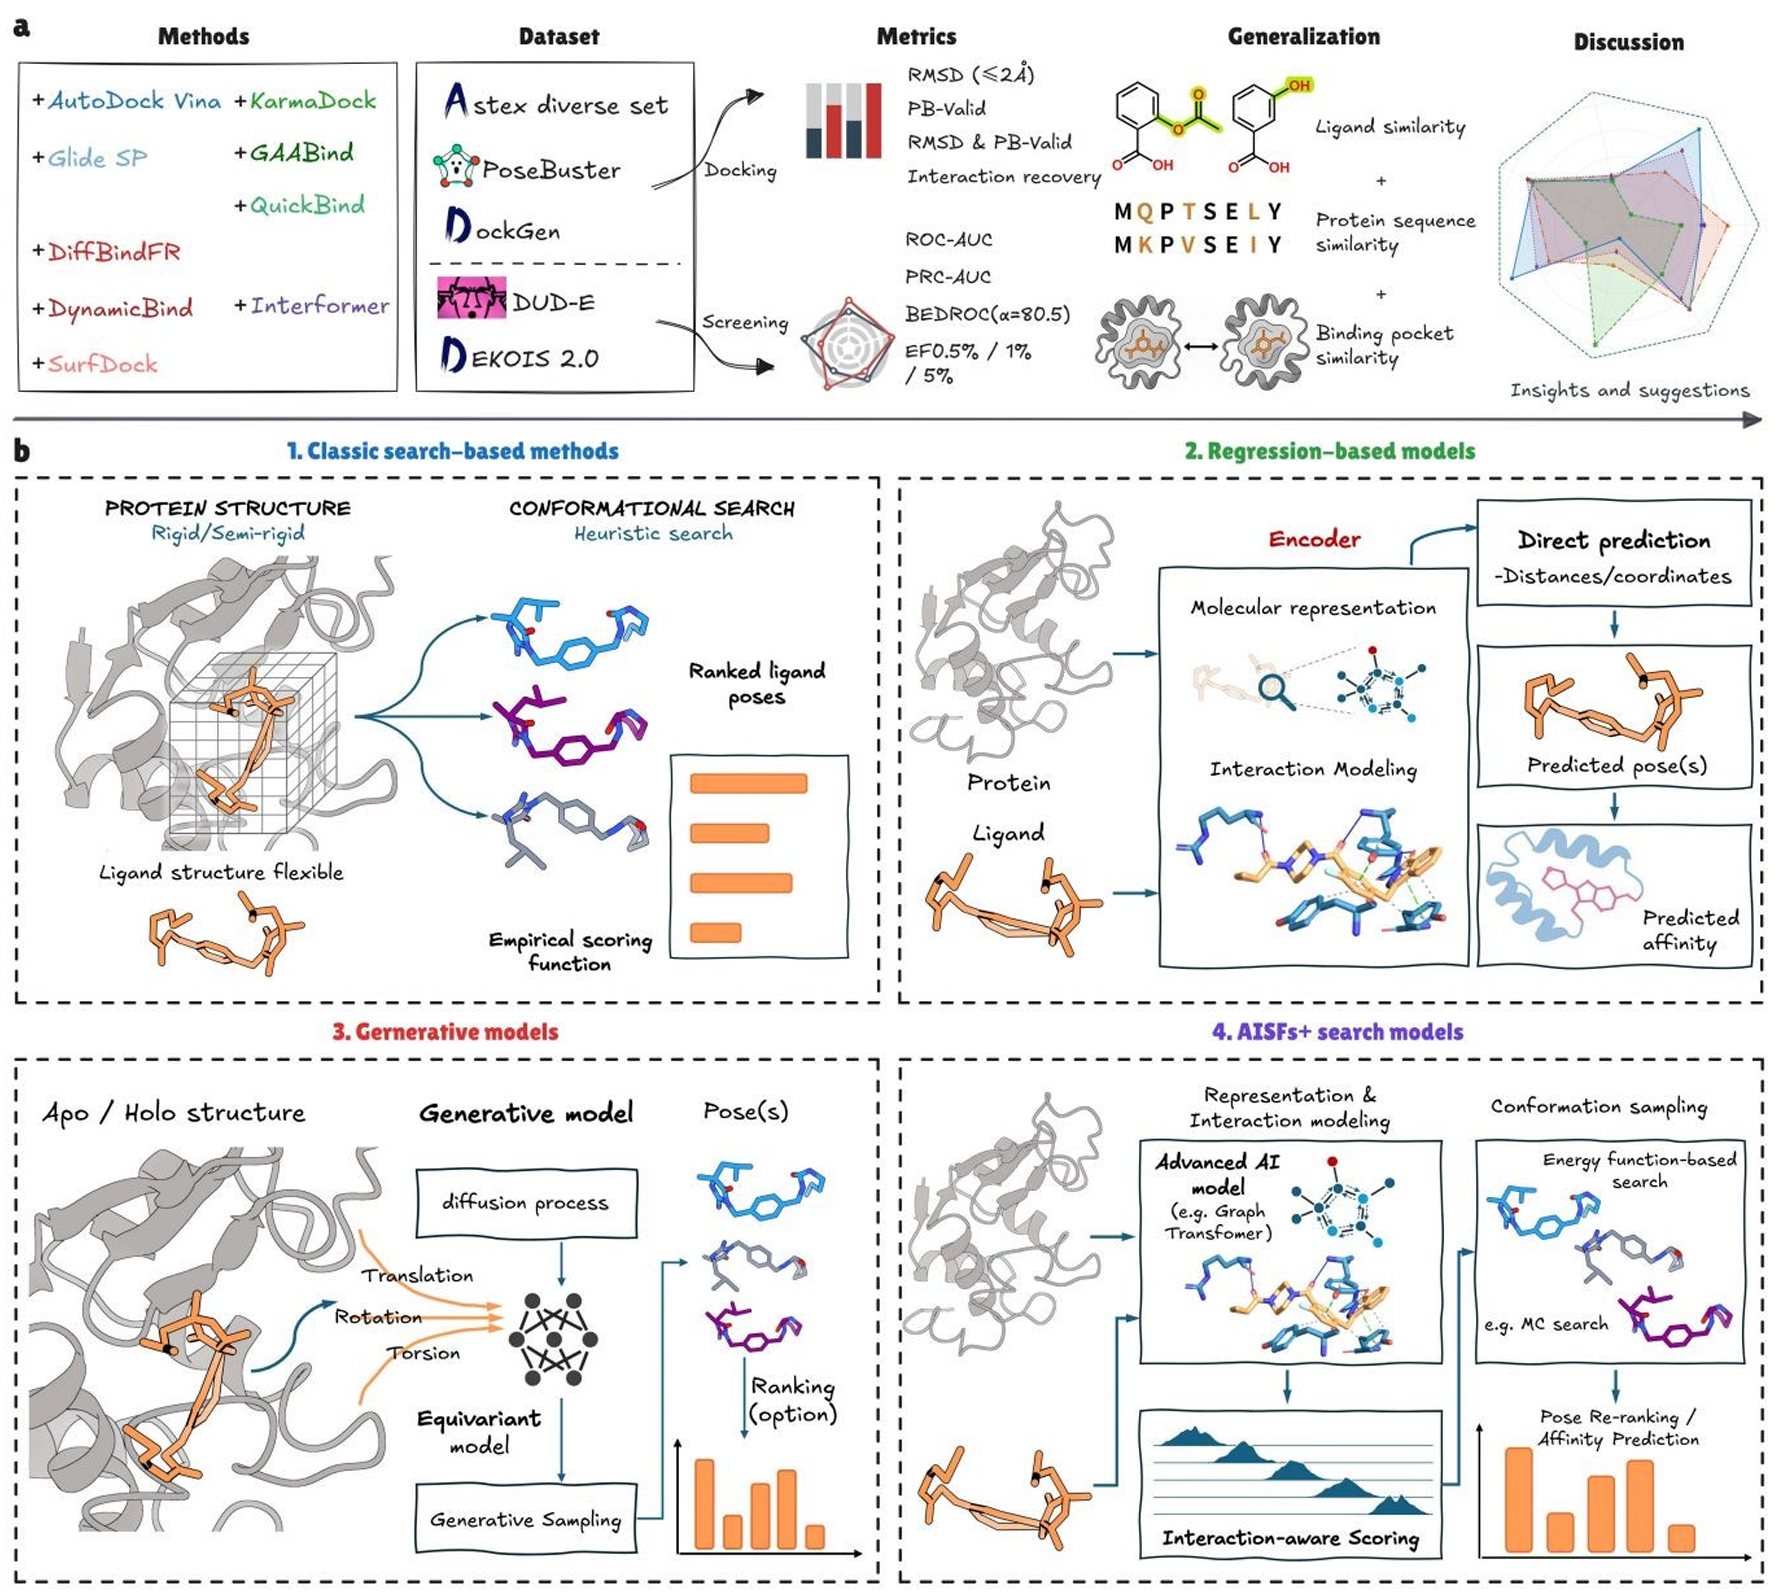 a
Methods
Dataset
Metrics
Generalization
Discussion
+AutoDock Vina
+KarmaDock
+Glide SP
+GAABind
+QuickBind
+DiffBindFR
+DynamicBind
+Interformer
+SurfDock
Astex diverse set
PoseBuster
DockGen
DUD-E
DEKOIS 2.0
Docking
Screening
RMSD (≤2Å)
PB-Valid
RMSD & PB-Valid
Interaction recovery
ROC-AUC
PRC-AUC
BEDROC(α=80.5)
EF0.5% / 1%
/ 5%
O
O
O
OH
OH
O
OH
Ligand similarity
+
MQPTSELY
MKPVSEIY
Protein sequence
similarity
+
Binding pocket
similarity
Insights and suggestions
b
1. Classic search-based methods
PROTEIN STRUCTURE
Rigid/Semi-rigid
CONFORMATIONAL SEARCH
Heuristic search
Ranked ligand
poses
Ligand structure flexible
Empirical scoring
function
2. Regression-based models
Encoder
Direct prediction
-Distances/coordinates
Molecular representation
Interaction Modeling
Protein
Ligand
Predicted pose(s)
Predicted
affinity
3. Gernerative models
Apo / Holo structure
Generative model
Pose(s)
diffusion process
Translation
Rotation
Torsion
Equivariant
model
Ranking
(option)
Generative Sampling
4. AISFs+ search models
Representation &
Interaction modeling
Conformation sampling
Advanced AI
model
(e.g. Graph
Transfomer)
Energy function-based
search
e.g. MC search
Pose Re-ranking /
Affinity Prediction
Interaction-aware Scoring